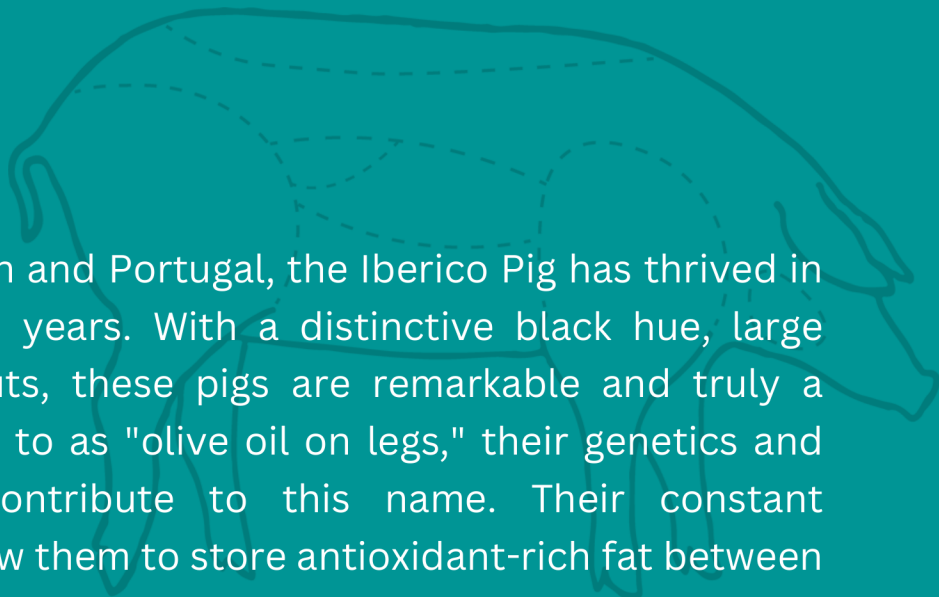 and Portugal, the Iberico Pig has thrived in
years. With a distinctive black hue, large
these pigs are remarkable and truly a
to as "olive oil on legs," their genetics and
to this name. Their constant
them to store antioxidant-rich fat between